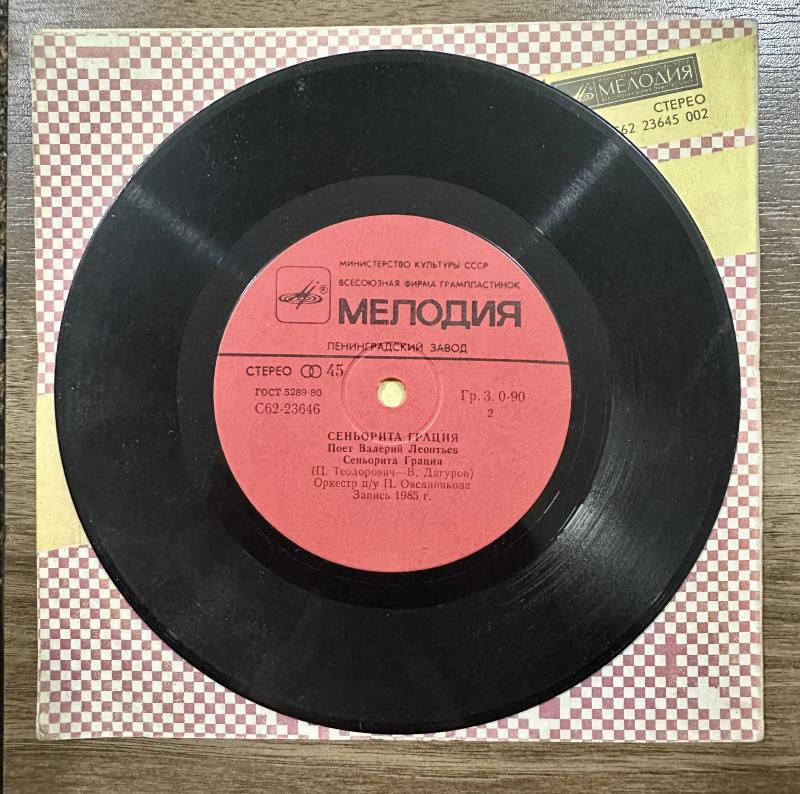 МЕЛОДИЯ
СТЕРЕО
С62 23645 002
МИНИСТЕРСТВО КУЛЬТУРЫ СССР
ВСЕСОЮЗНАЯ ФИРМА ГРАМПЛАСТИНОК
®
МЕЛОДИЯ
ЛЕНИНГРАДСКИЙ ЗАВОД
СТЕРЕО 45
ГОСТ 5289-80
С62-23646
Гр. 3. 0-90
2
СЕНЬОРИТА ГРАЦИЯ
Поет Валерий Леонтьев
Сеньорита Грация
(П. Теодорович—В. Дагуров)
Оркестр п/у П. Овсянникова
Запись 1985 г.